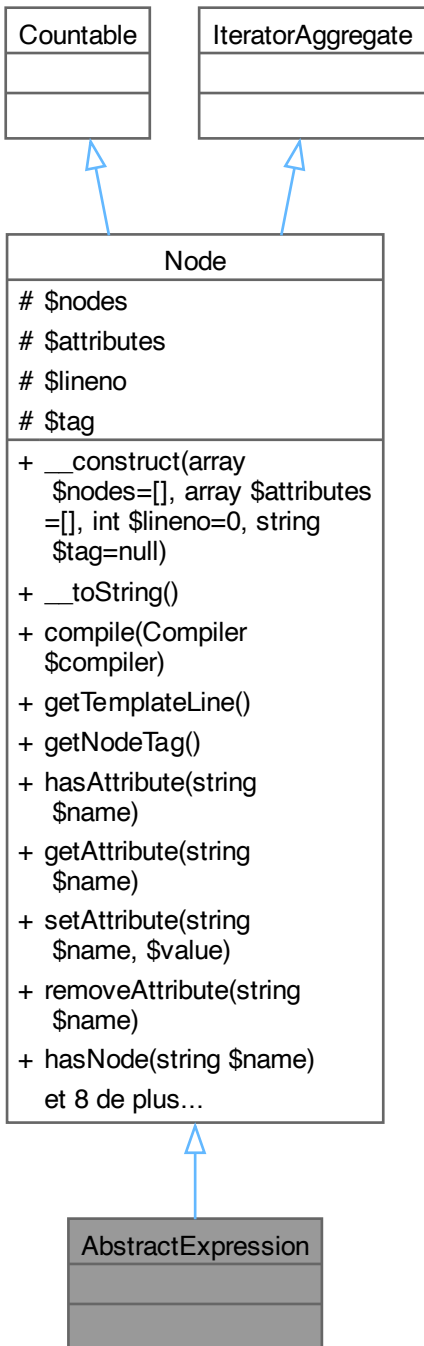 Countable
IteratorAggregate
Node
# $nodes
# $attributes
# $lineno
# $tag
+ __construct(array
$nodes=[], array $attributes
=[], int $lineno=0, string
$tag=null)
+ __toString()
+ compile(Compiler
$compiler)
+ getTemplateLine()
+ getNodeTag()
+ hasAttribute(string
$name)
+ getAttribute(string
$name)
+ setAttribute(string
$name, $value)
+ removeAttribute(string
$name)
+ hasNode(string $name)
et 8 de plus...
AbstractExpression